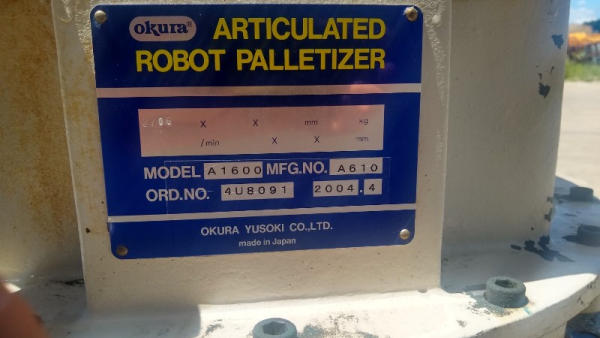 okura® ARTICULATED
ROBOT PALLETIZER
X X mm kg
/min X X mm
MODEL A1600 MFG.NO. A610
ORD.NO. 4U8091 2004.4
OKURA YUSOKI CO.,LTD.
made in Japan